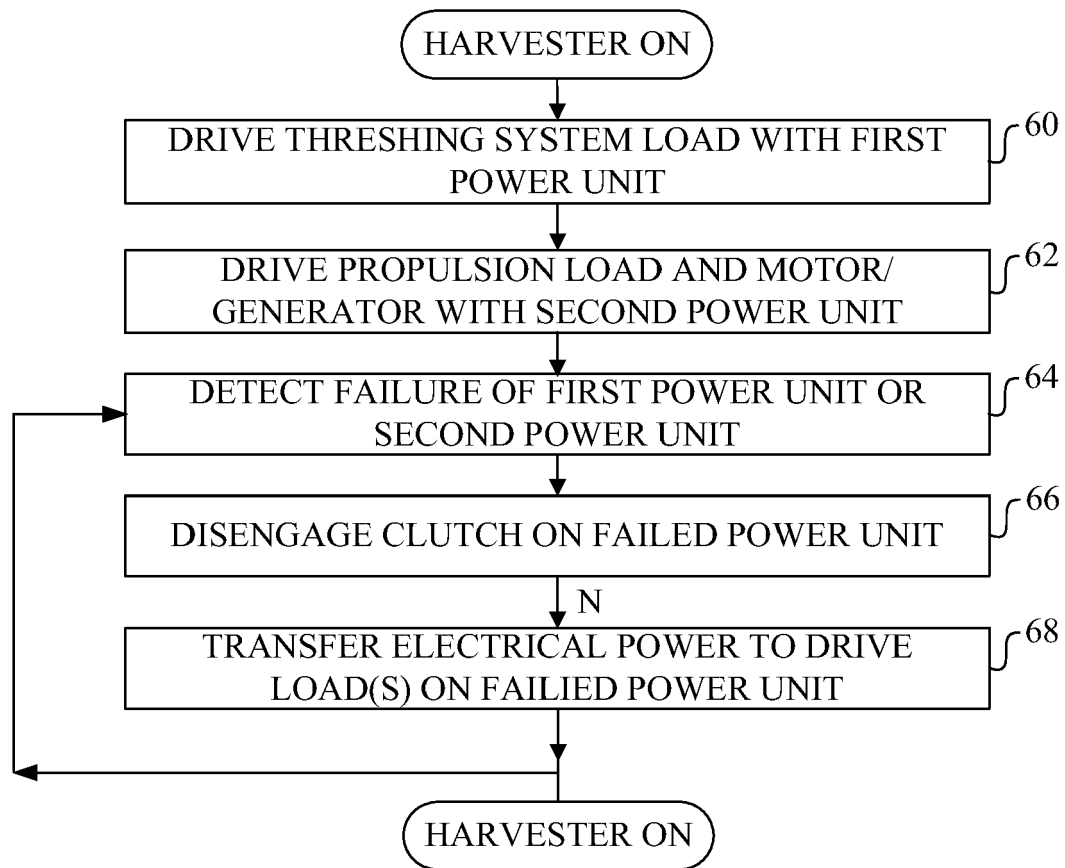 HARVESTER ON
DRIVE THRESHING SYSTEM LOAD WITH FIRST
POWER UNIT
60
DRIVE PROPULSION LOAD AND MOTOR/
GENERATOR WITH SECOND POWER UNIT
62
DETECT FAILURE OF FIRST POWER UNIT OR
SECOND POWER UNIT
64
DISENGAGE CLUTCH ON FAILED POWER UNIT
66
N
TRANSFER ELECTRICAL POWER TO DRIVE
LOAD(S) ON FAILIED POWER UNIT
68
HARVESTER ON